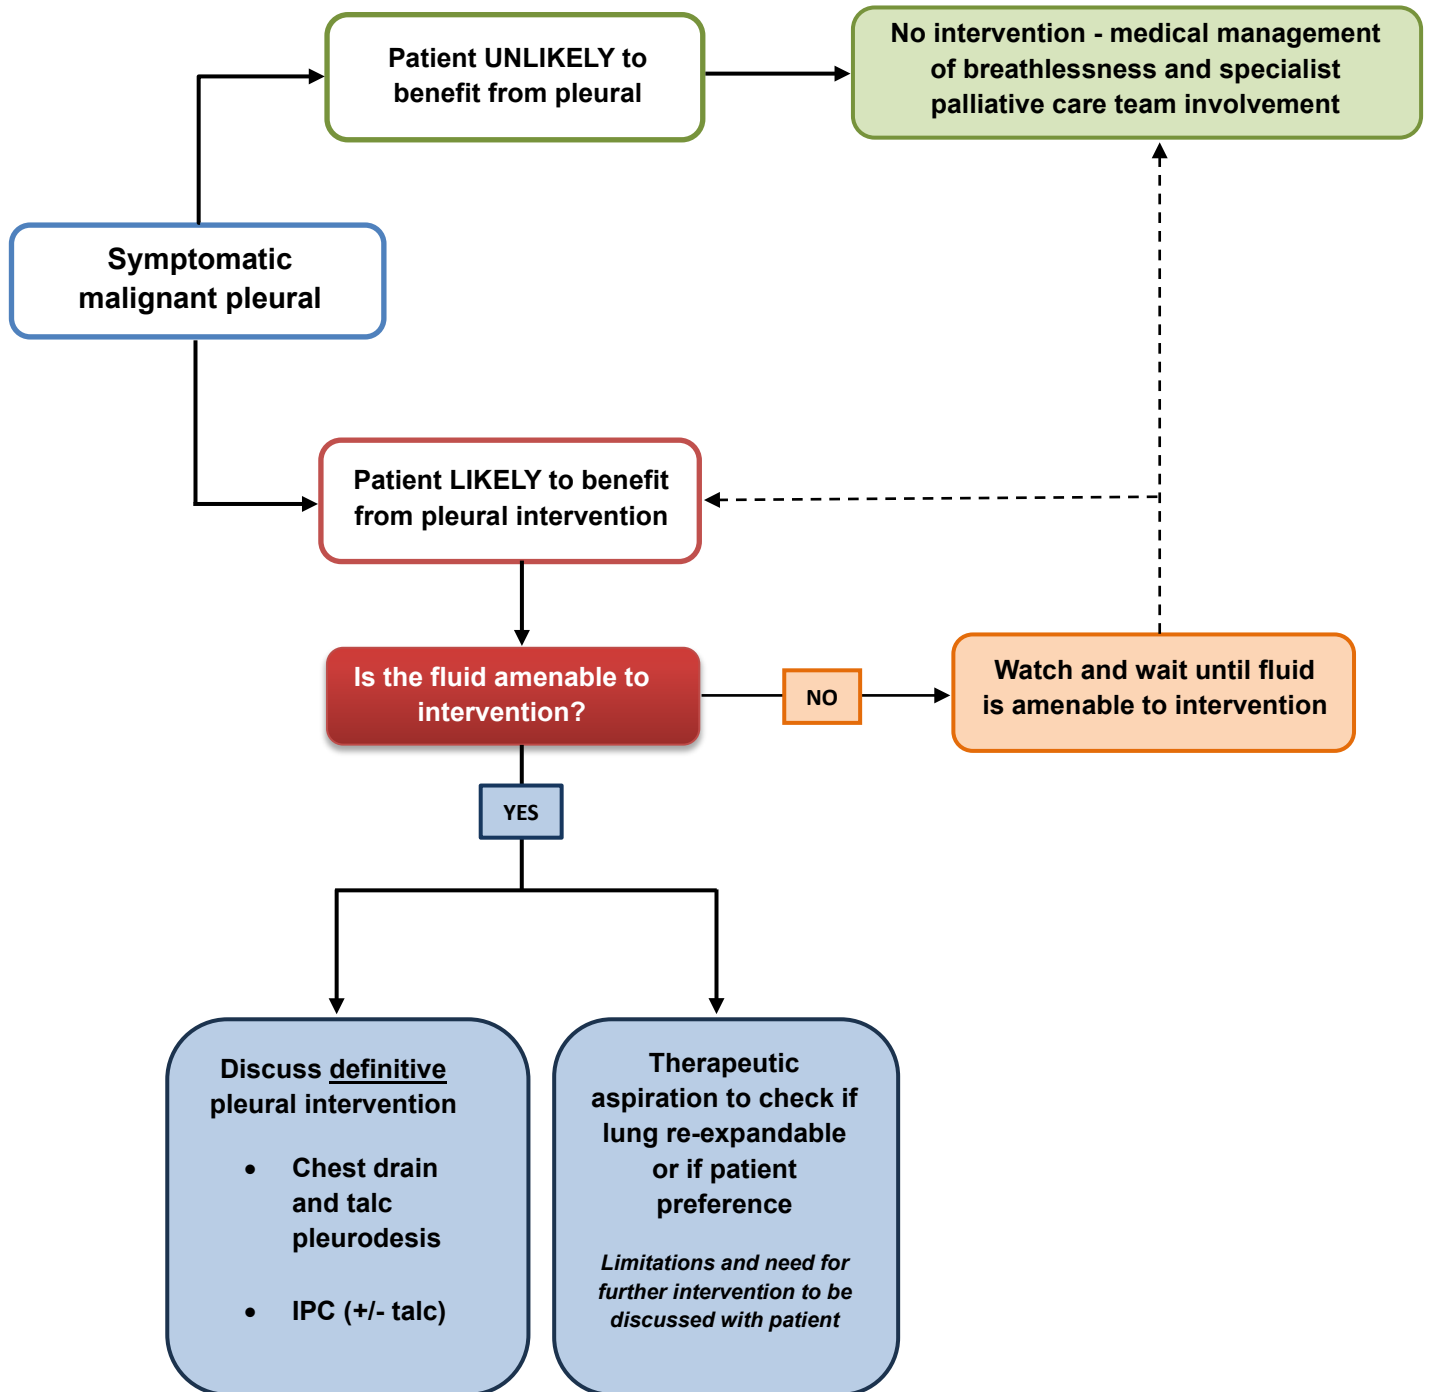 Patient UNLIKELY to
benefit from pleural
No intervention - medical management
of breathlessness and specialist
palliative care team involvement
Symptomatic
malignant pleural
Patient LIKELY to benefit
from pleural intervention
Is the fluid amenable to
intervention?
NO
Watch and wait until fluid
is amenable to intervention
YES
Discuss definitive
pleural intervention
• Chest drain
and talc
pleurodesis
• IPC (+/- talc)
Therapeutic
aspiration to check if
lung re-expandable
or if patient
preference
Limitations and need for
further intervention to be
discussed with patient